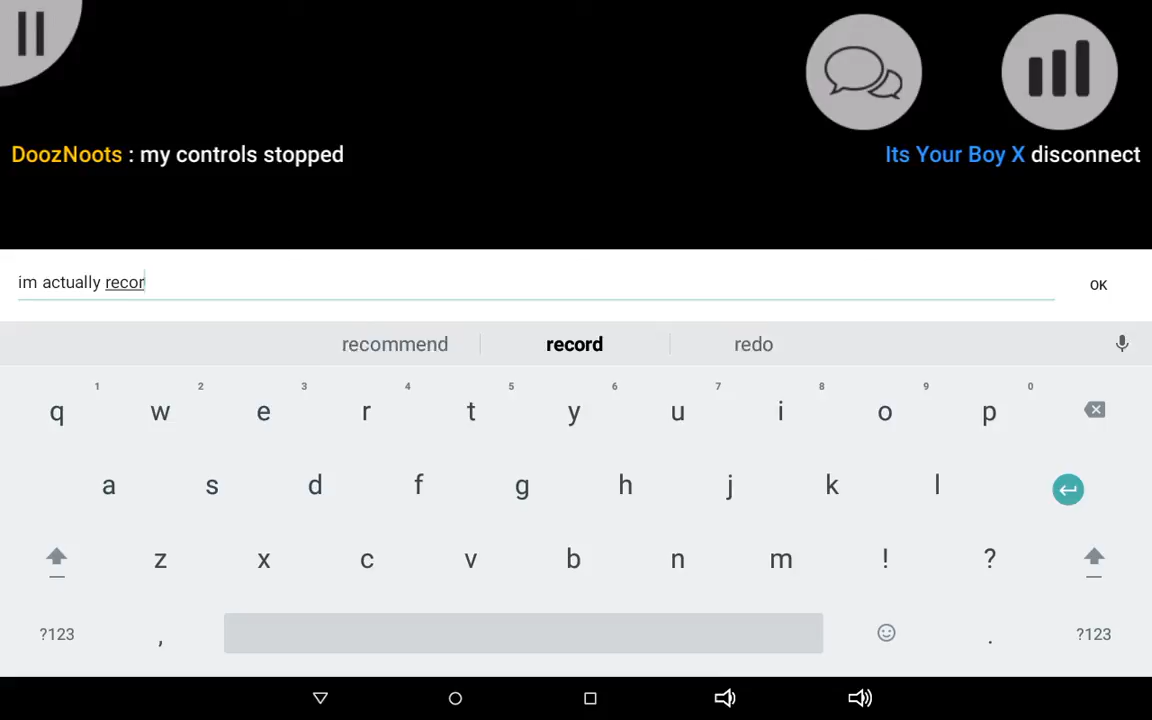 DoozNoots : my controls stopped
Its Your Boy X disconnect
im actually recor
OK
recommend record redo
1 2 3 4 5 6 7 8 9 0
q w e r t y u i o p
a s d f g h j k l
z x c v b n m ! ?
?123 , . ?123